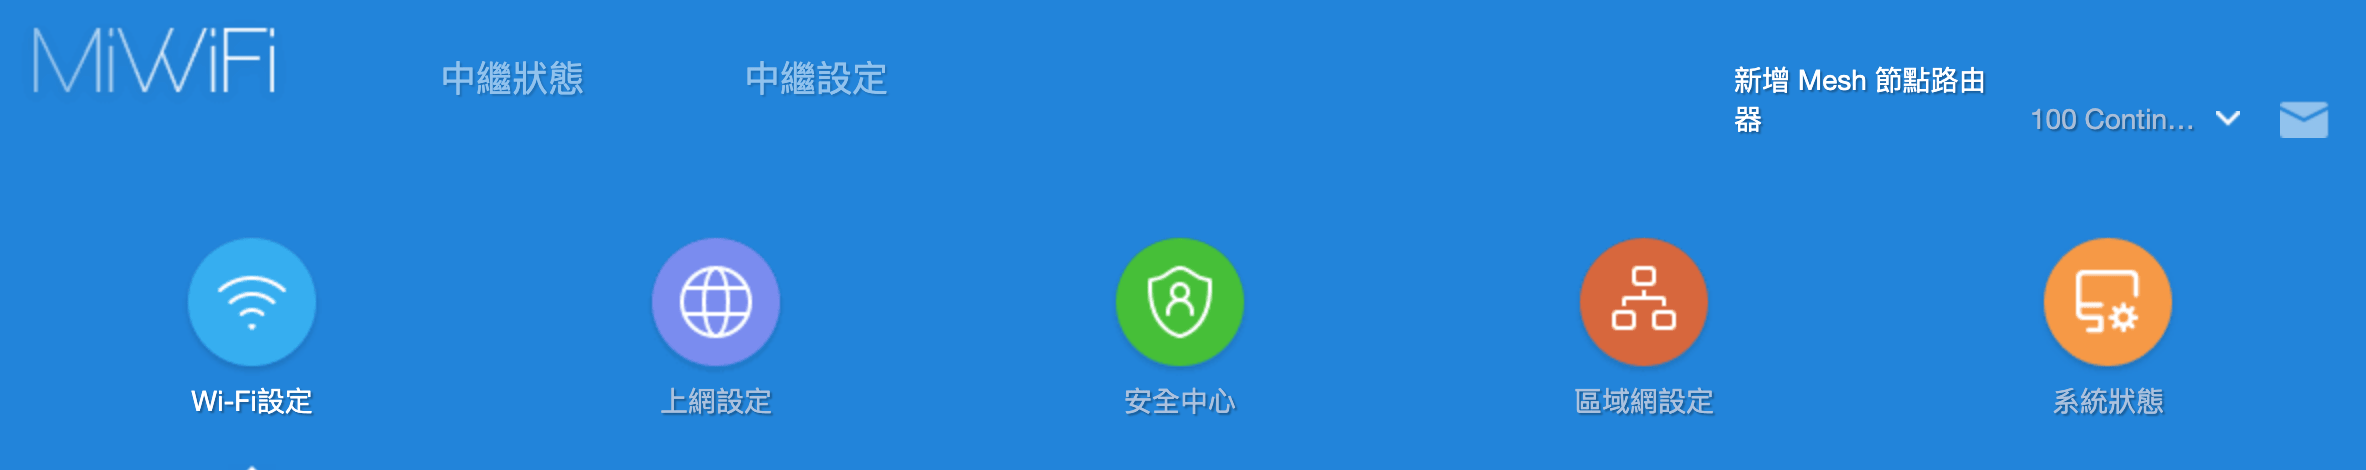 MiWiFi
中繼狀態
中繼設定
新增 Mesh 節點路由
器
100 Contin...
Wi-Fi設定
上網設定
安全中心
區域網設定
系統狀態